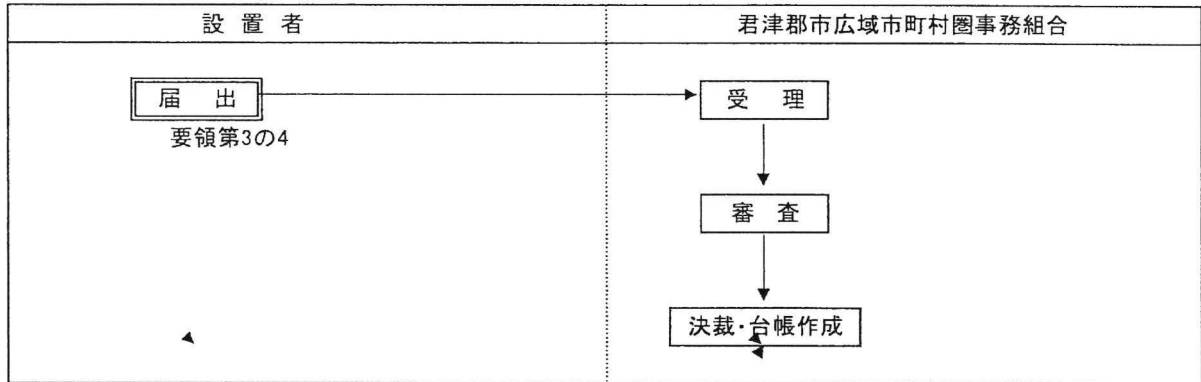 設置者
君津郡市広域市町村圏事務組合
届出
受理
要領第3の4
審査
決裁・台帳作成